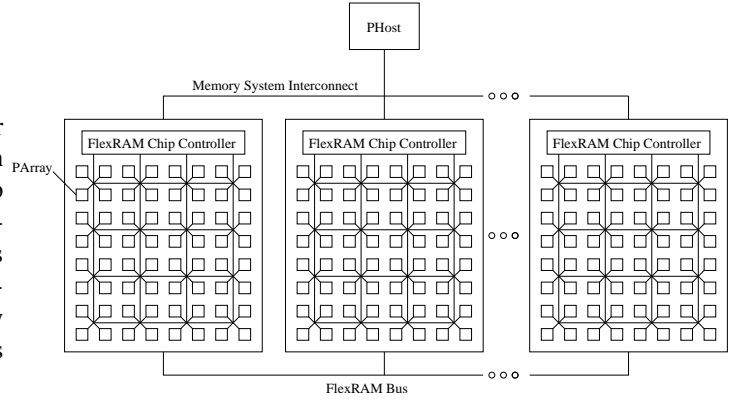 PHost
Memory System Interconnect
FlexRAM Chip Controller
FlexRAM Chip Controller
FlexRAM Chip Controller
PArray
FlexRAM Bus